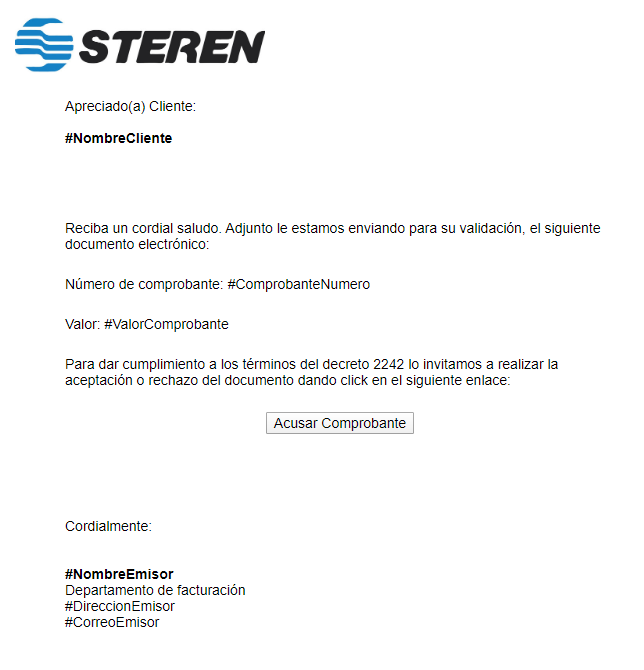 STEREN
Apreciado(a) Cliente:
#NombreCliente
Reciba un cordial saludo. Adjunto le estamos enviando para su validación, el siguiente
documento electrónico:
Número de comprobante: #ComprobanteNumero
Valor: #ValorComprobante
Para dar cumplimiento a los términos del decreto 2242 lo invitamos a realizar la
aceptación o rechazo del documento dando click en el siguiente enlace:
Acusar Comprobante
Cordialmente:
#NombreEmisor
Departamento de facturación
#DireccionEmisor
#CorreoEmisor